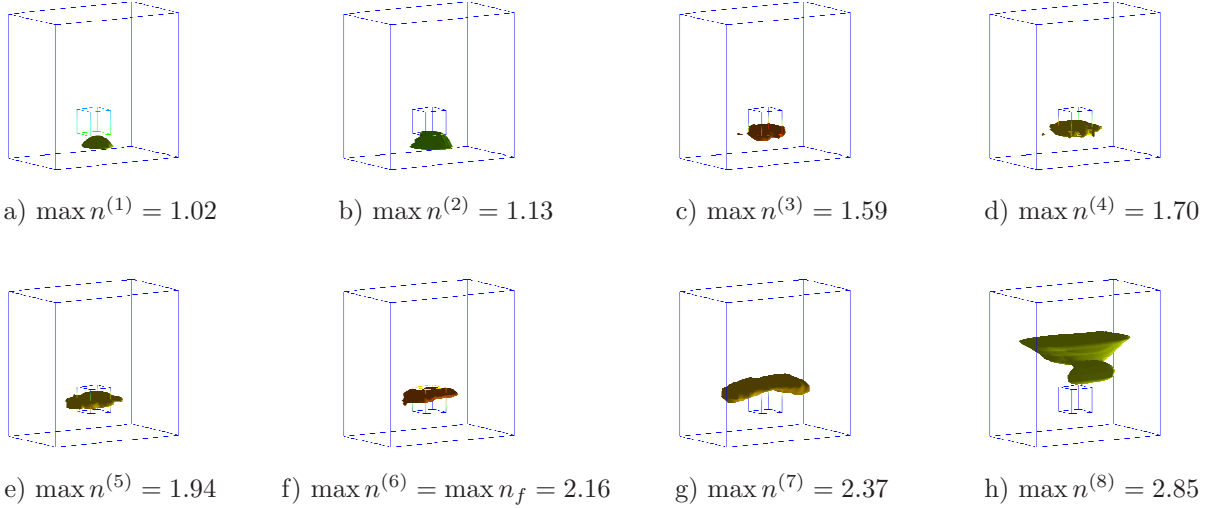 a) max n^(1) = 1.02
b) max n^(2) = 1.13
c) max n^(3) = 1.59
d) max n^(4) = 1.70
e) max n^(5) = 1.94
f) max n^(6) = max n_f = 2.16
g) max n^(7) = 2.37
h) max n^(8) = 2.85